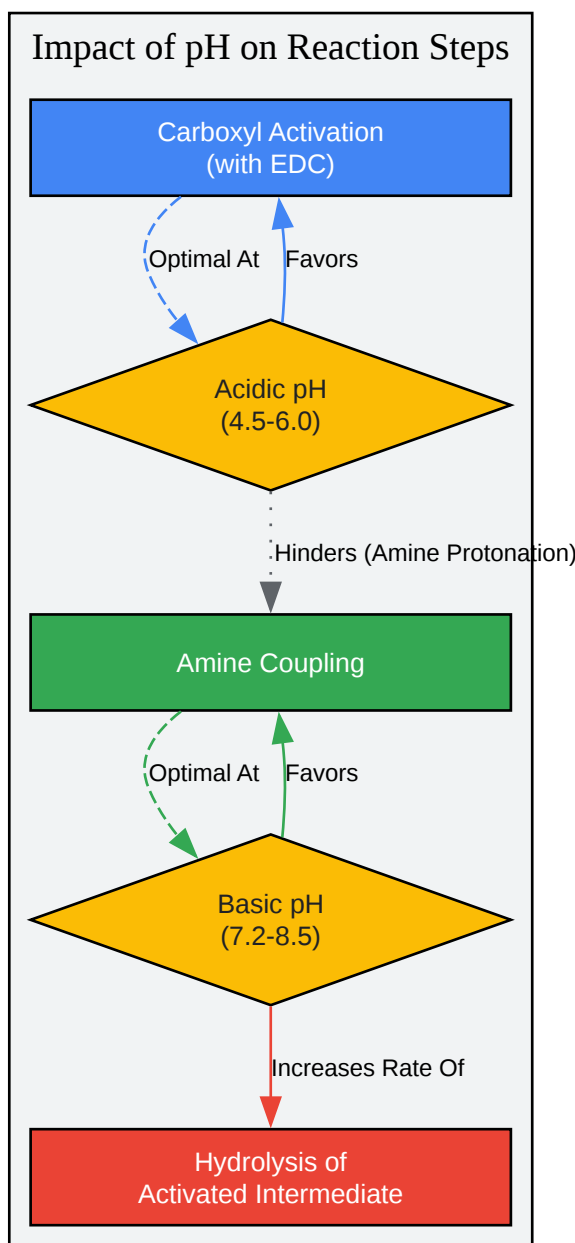 Impact of pH on Reaction Steps
Carboxyl Activation
(with EDC)
Optimal At
Favors
Acidic pH
(4.5-6.0)
Hinders (Amine Protonation)
Amine Coupling
Optimal At
Favors
Basic pH
(7.2-8.5)
Increases Rate Of
Hydrolysis of
Activated Intermediate